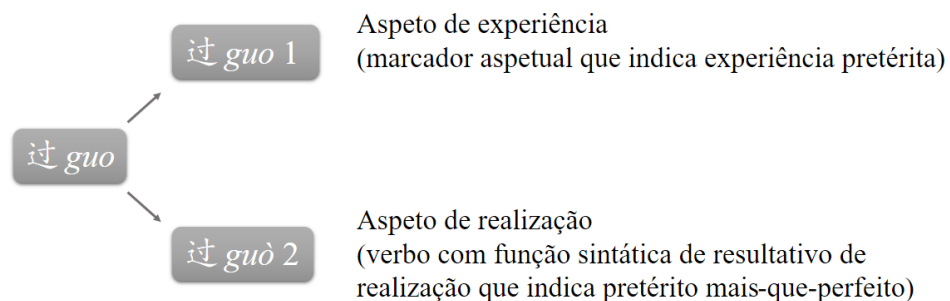 过 guo 1
Aspeto de experiência
(marcador aspetual que indica experiência pretérita)
过 guo
过 guò 2
Aspeto de realização
(verbo com função sintática de resultativo de
realização que indica pretérito mais-que-perfeito)